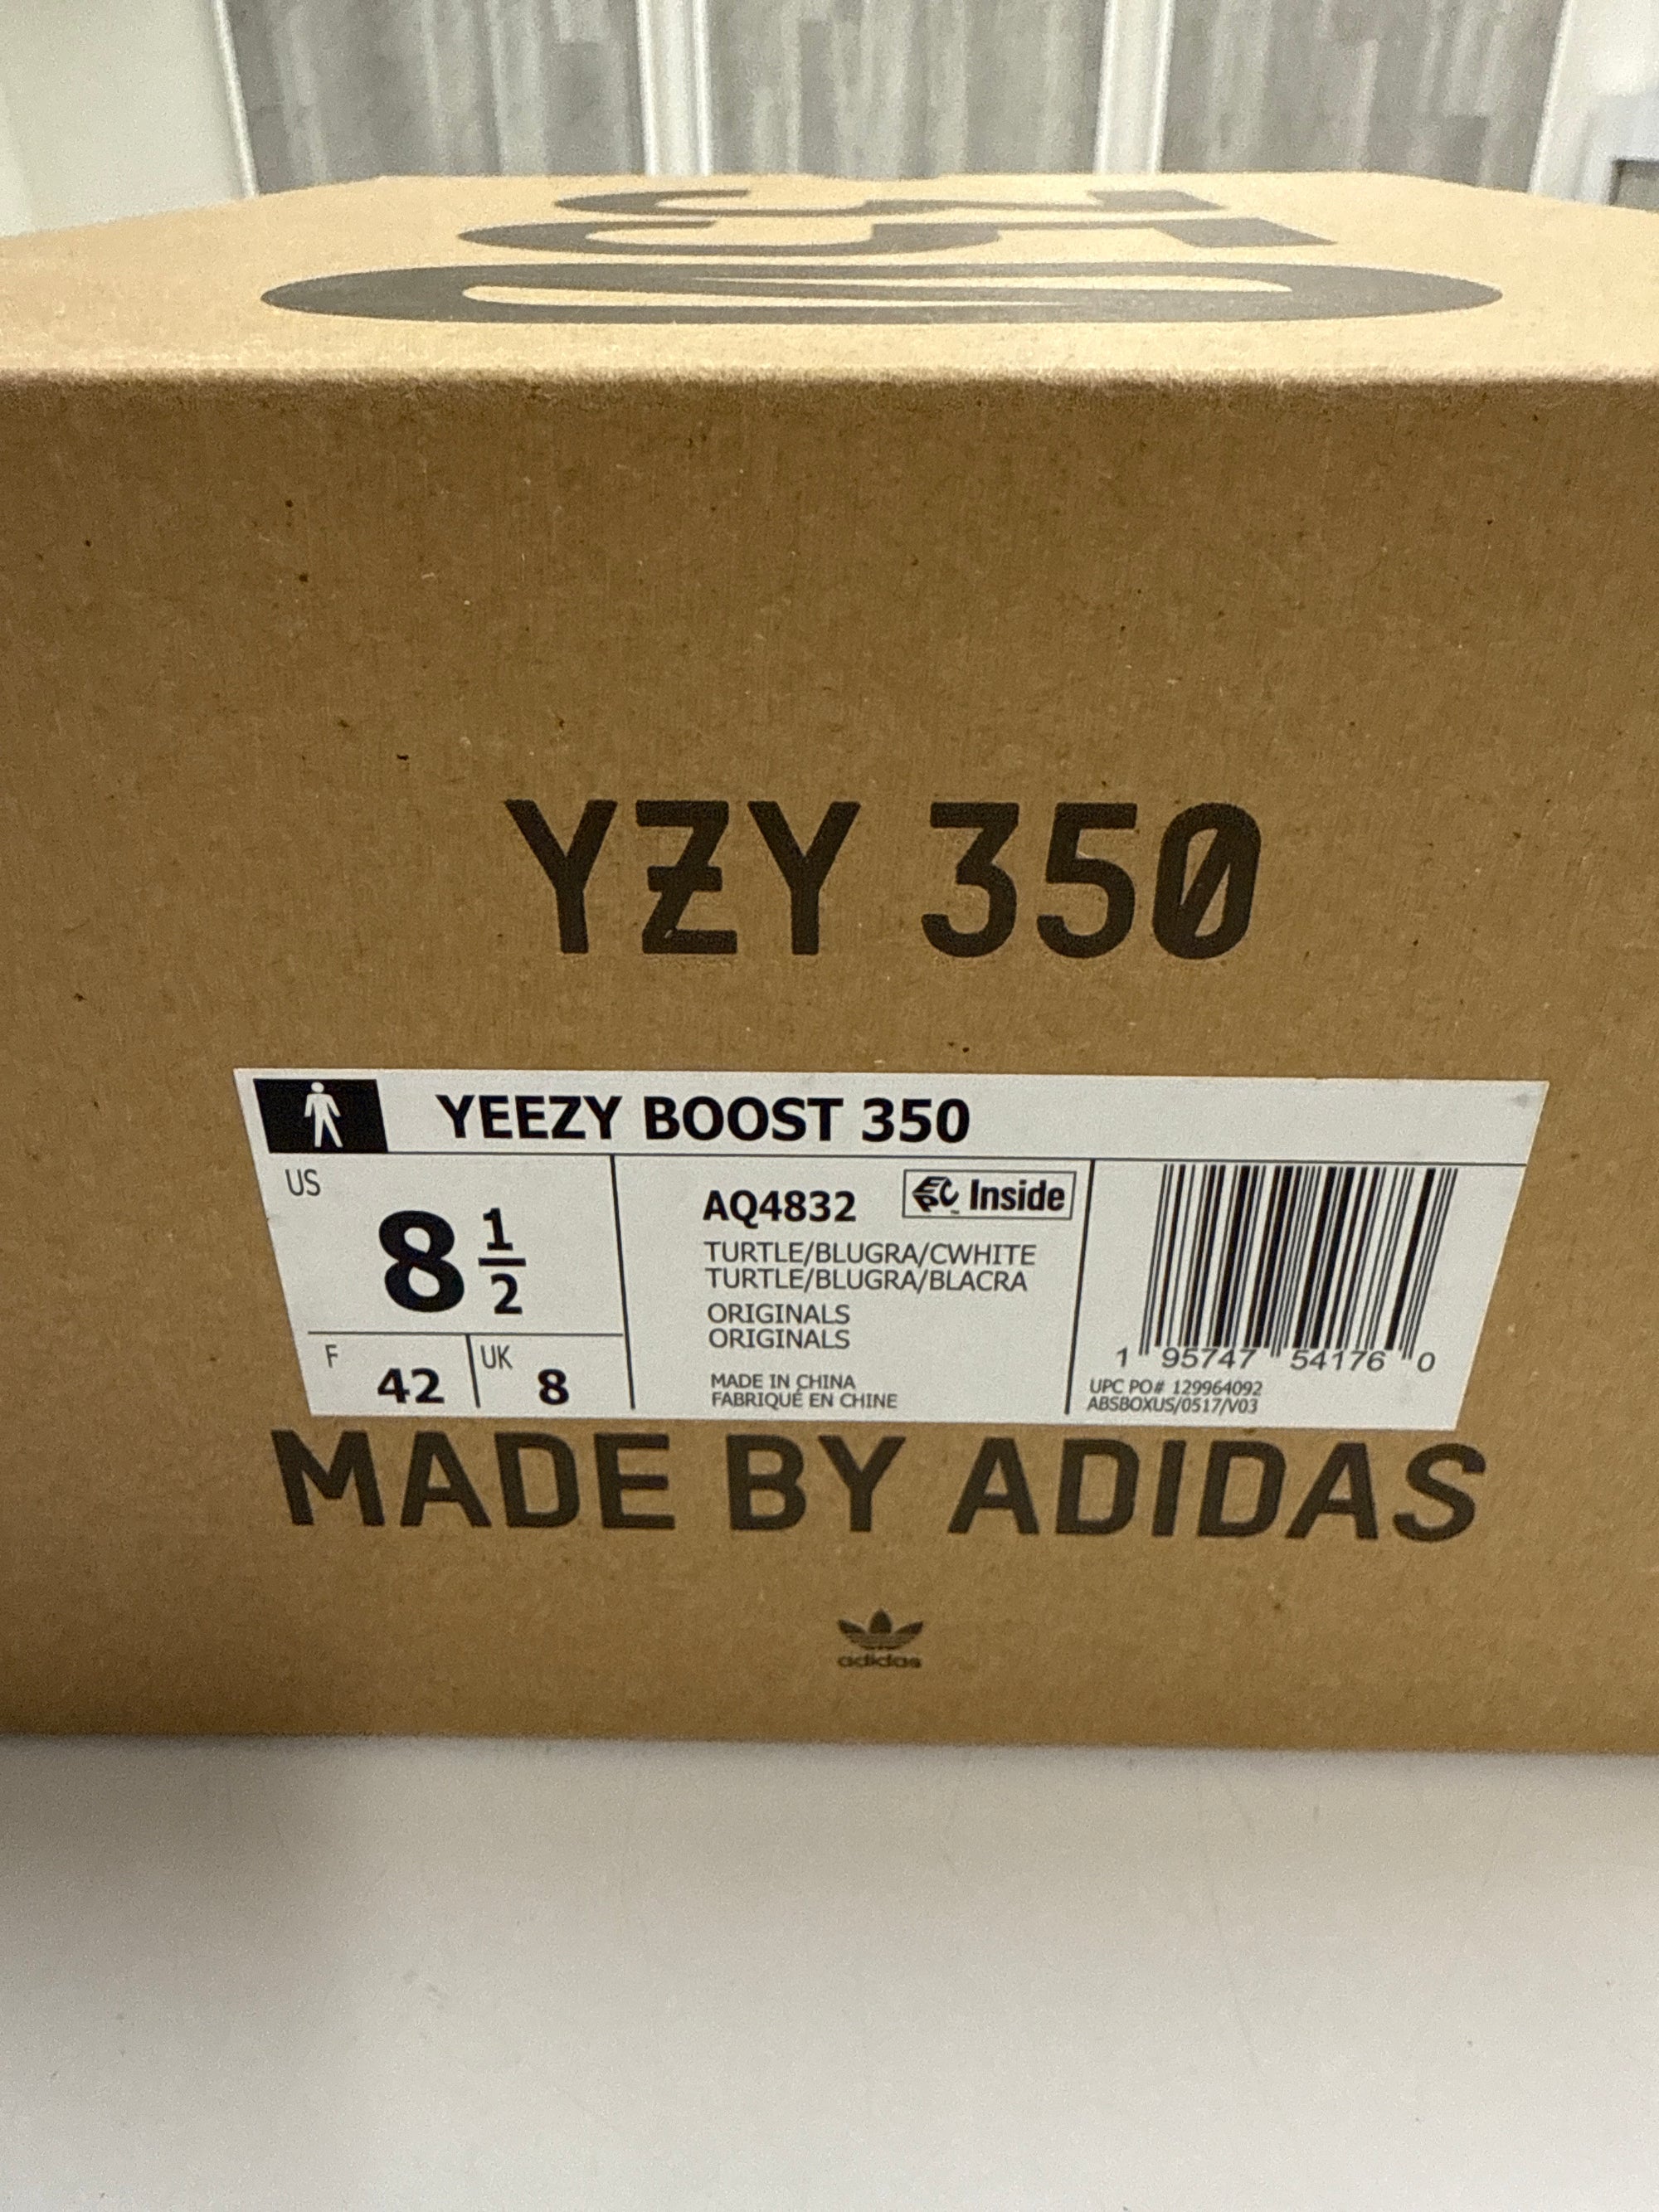 350
YZY 350
YEEZY BOOST 350
US
8 1/2
F 42
UK 8
AQ4832
EPC Inside
TURTLE/BLUGRA/CWHITE
TURTLE/BLUGRA/BLACRA
ORIGINALS
ORIGINALS
MADE IN CHINA
FABRIQUÉ EN CHINE
1 95747 54176 0
UPC PO# 129964092
ABSBOXUS/0517/V03
MADE BY ADIDAS
adidas